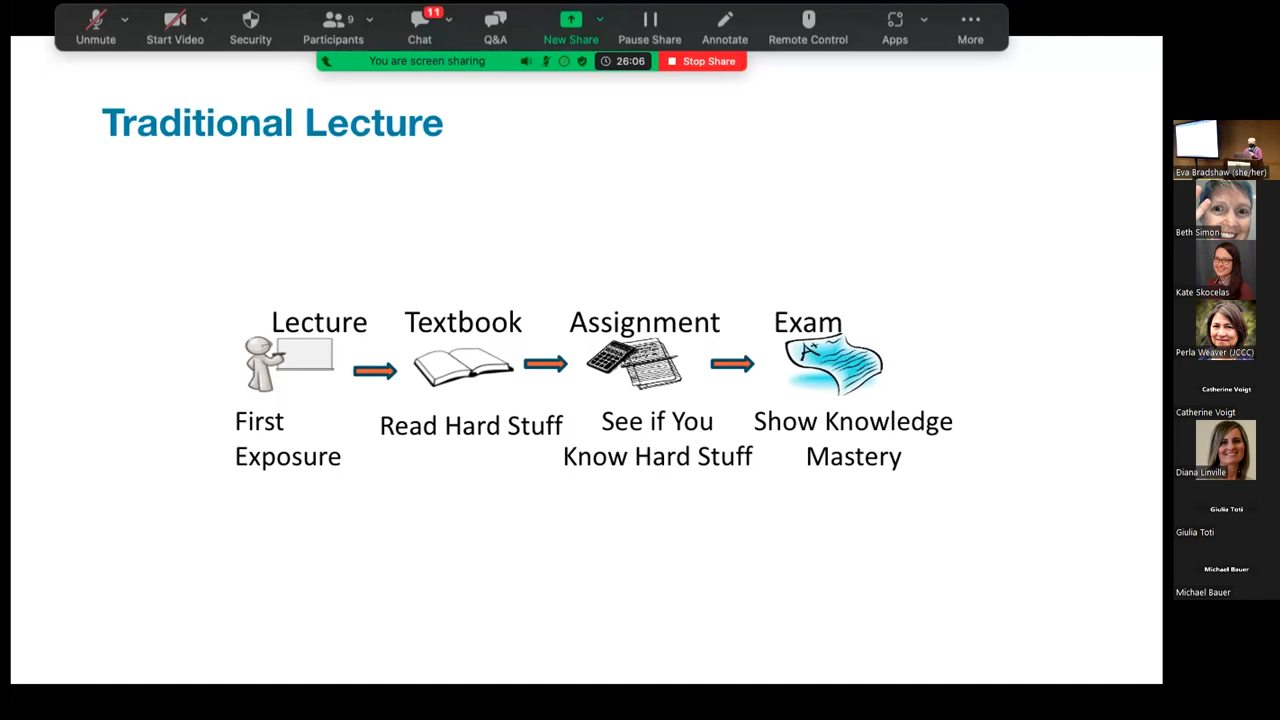 Unmute
Start Video
Security
Participants
9
Chat
11
Q&A
New Share
Pause Share
Annotate
Remote Control
Apps
More
You are screen sharing
26:06
Stop Share
Traditional Lecture
Lecture
Textbook
Assignment
Exam
A+
First
Exposure
Read Hard Stuff
See if You
Know Hard Stuff
Show Knowledge
Mastery
Eva Bradshaw (she/her)
Beth Simon
Kate Skocelas
Perla Weaver (JCCC)
Catherine Voigt
Catherine Voigt
Diana Linville
Giulia Toti
Giulia Toti
Michael Bauer
Michael Bauer